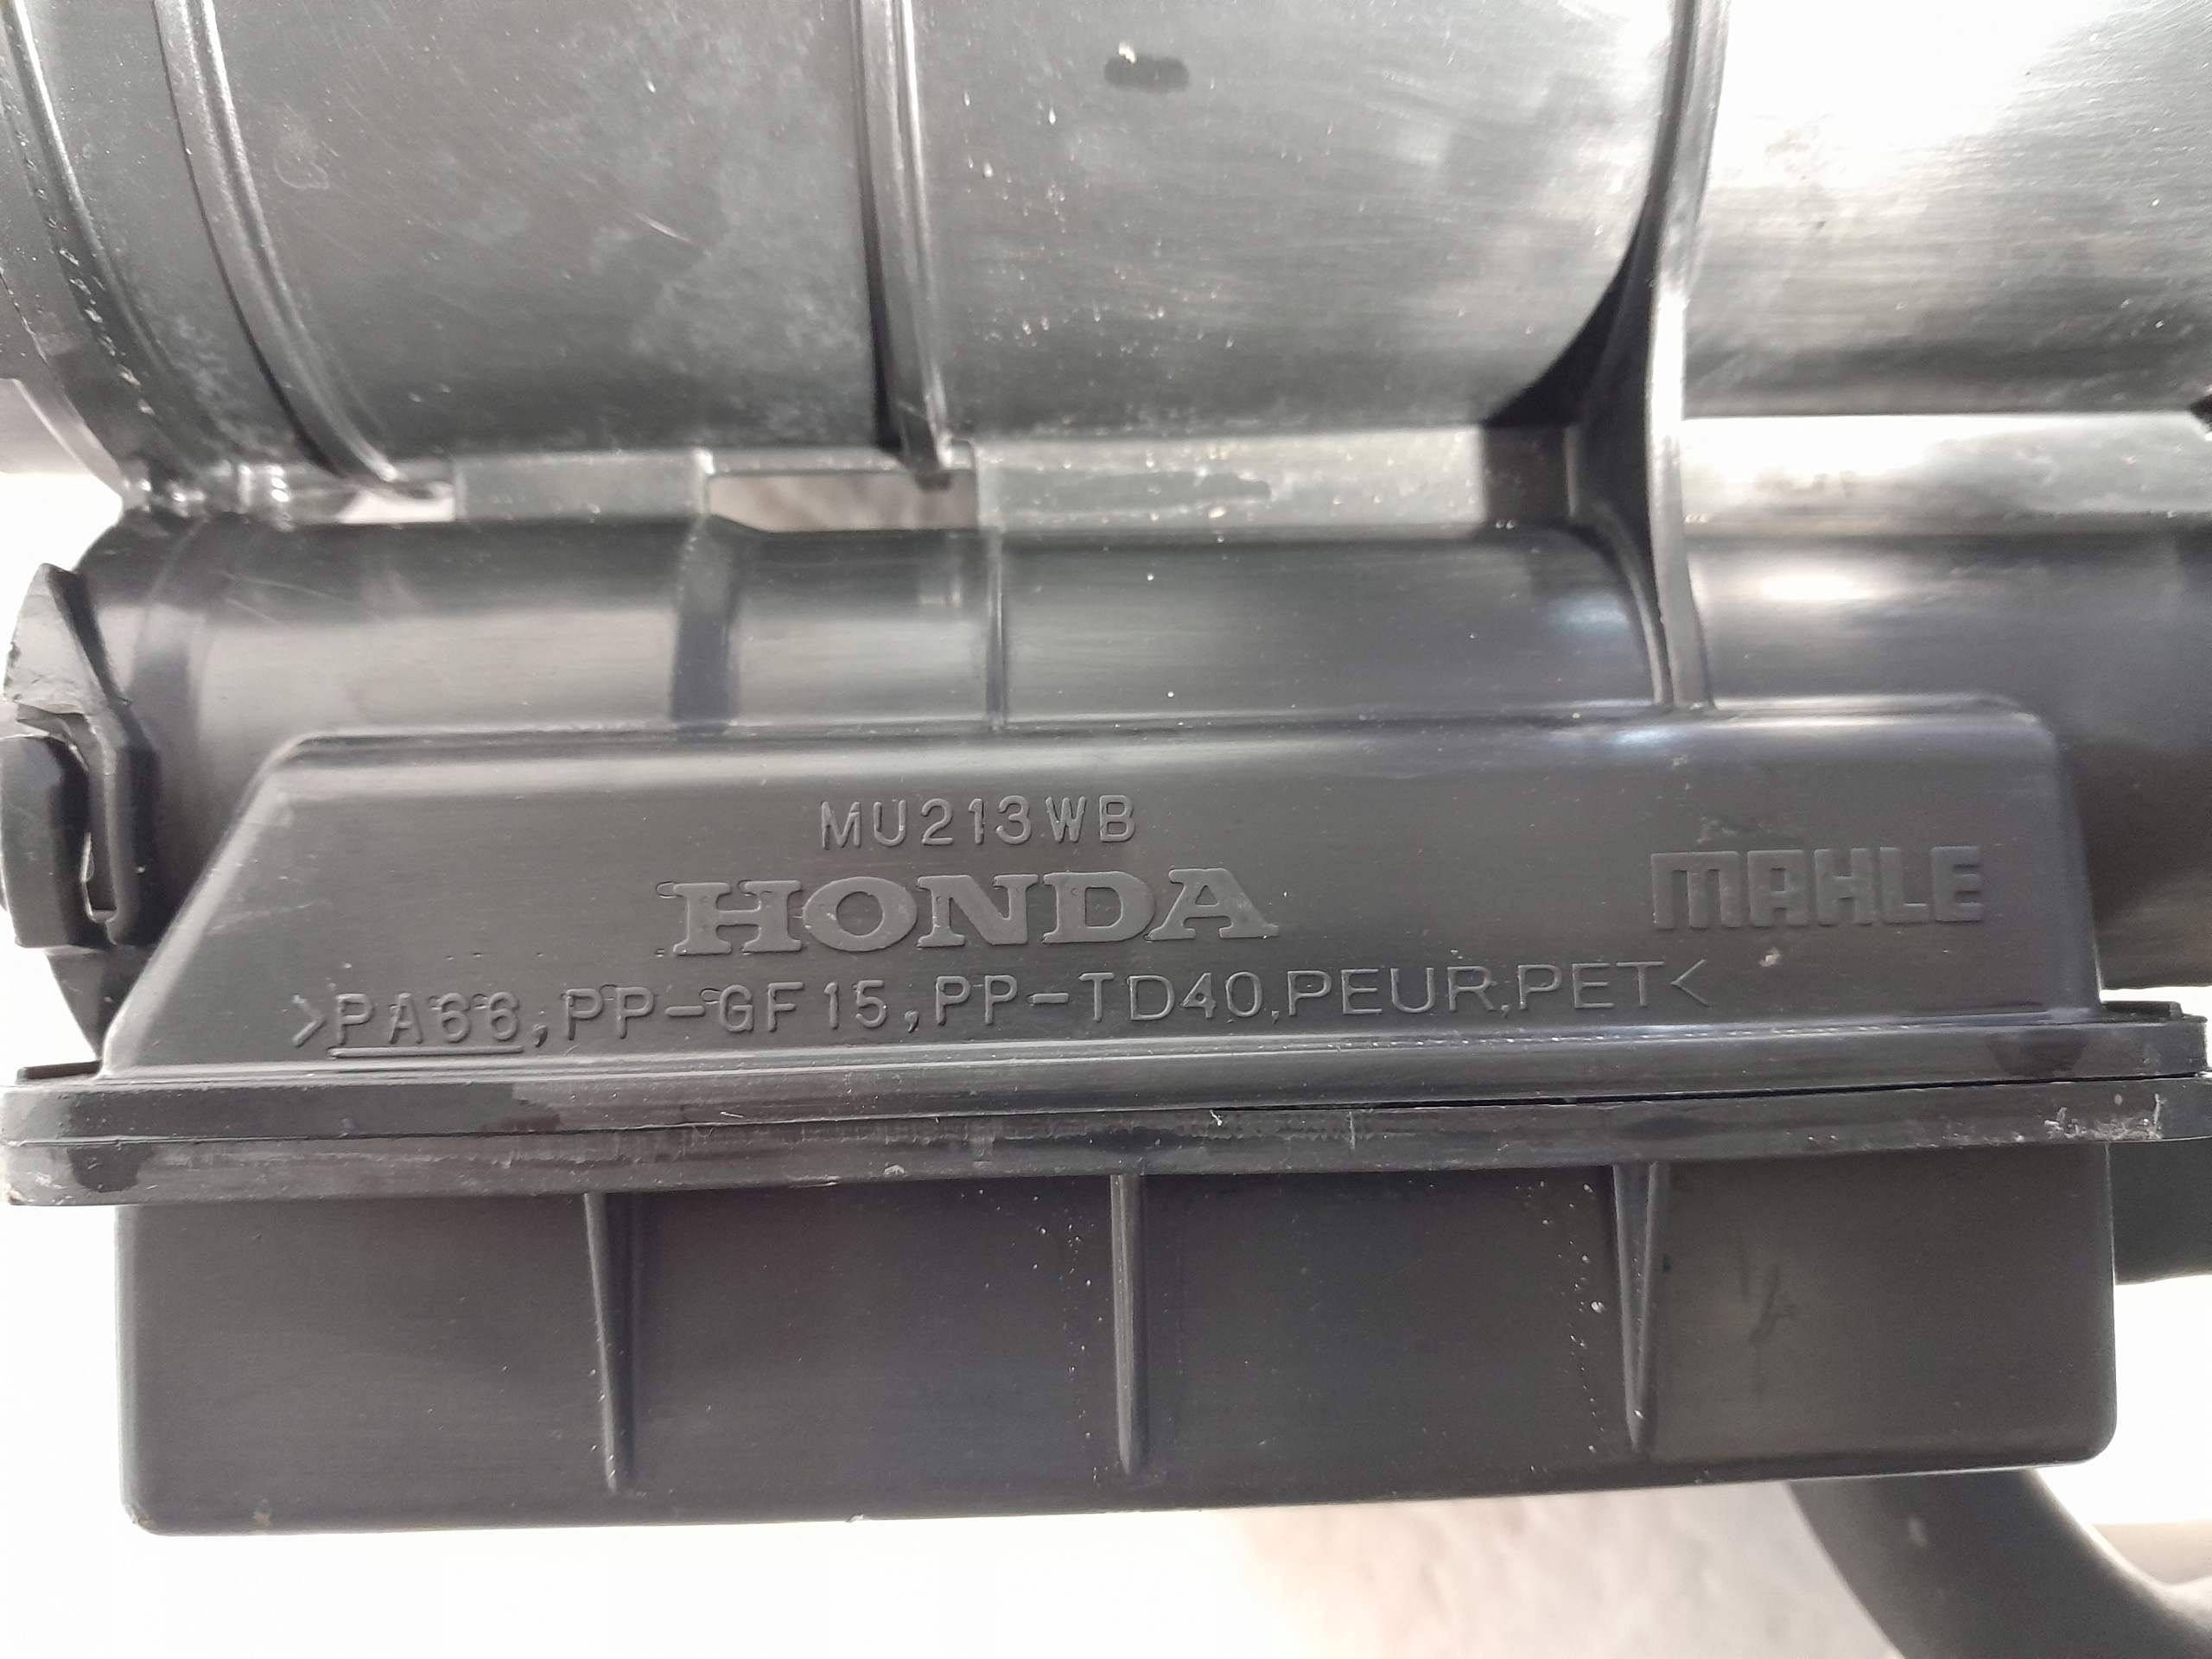 MU213WB
HONDA
MAHLE
>PA66,PP-GF15,PP-TD40,PEUR,PET<